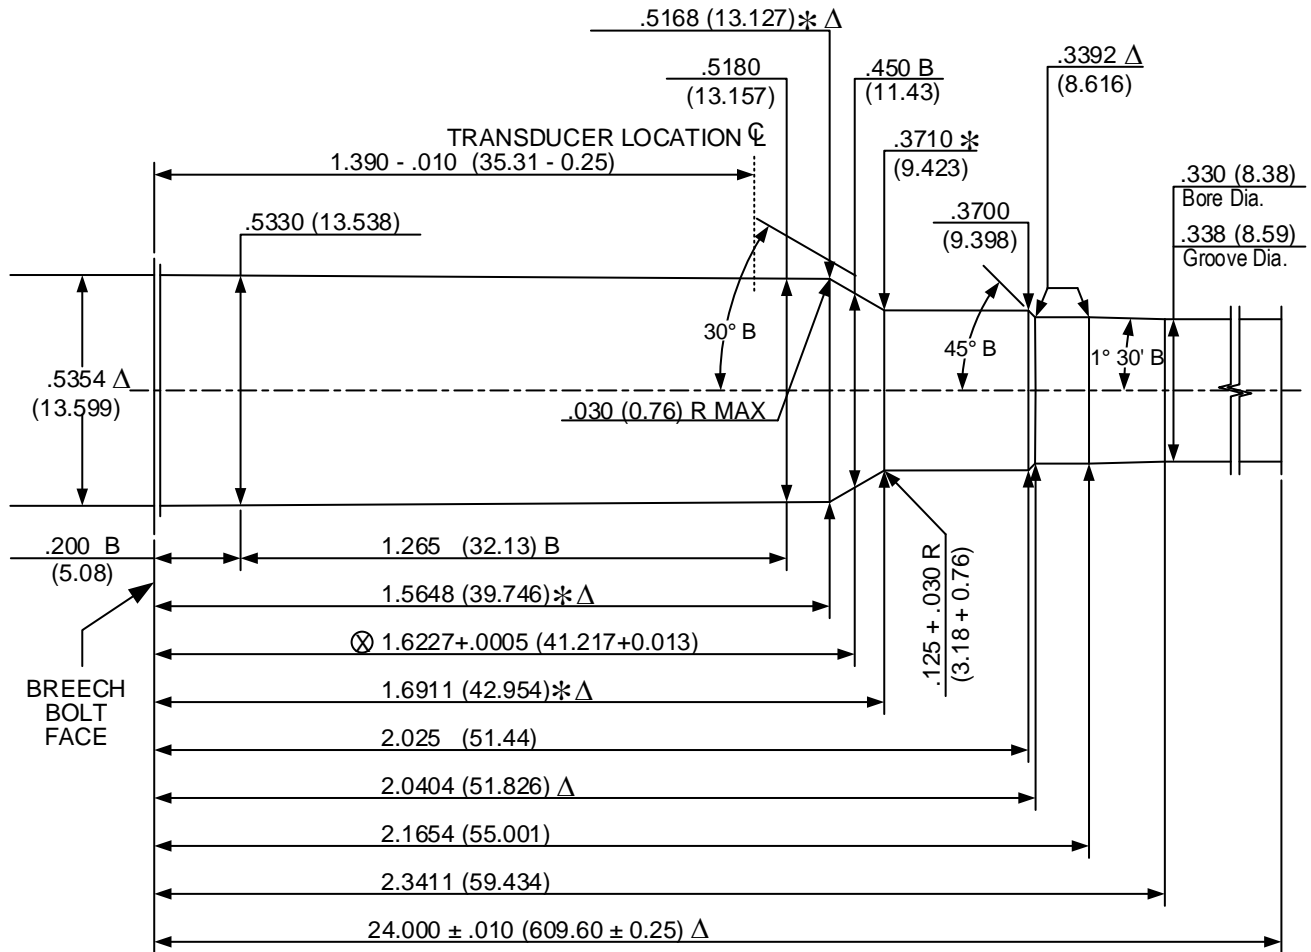 .5168 (13.127)✻ Δ
.5180
(13.157)
.450 B
(11.43)
.3392 Δ
(8.616)
TRANSDUCER LOCATION ℄
1.390 - .010 (35.31 - 0.25)
.3710 ✻
(9.423)
.330 (8.38)
Bore Dia.
.5330 (13.538)
.3700
(9.398)
.338 (8.59)
Groove Dia.
30° B
45° B
1° 30' B
.5354 Δ
(13.599)
.030 (0.76) R MAX
.200 B
(5.08)
1.265 (32.13) B
.125 + .030 R
(3.18 + 0.76)
1.5648 (39.746)✻ Δ
⊗ 1.6227+.0005 (41.217+0.013)
BREECH
BOLT
FACE
1.6911 (42.954)✻ Δ
2.025 (51.44)
2.0404 (51.826) Δ
2.1654 (55.001)
2.3411 (59.434)
24.000 ± .010 (609.60 ± 0.25) Δ